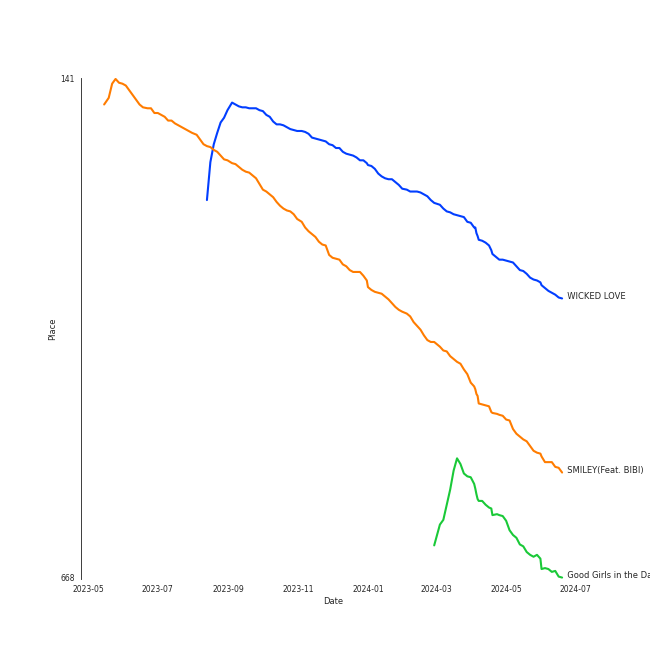 141
WICKED LOVE
Place
SMILEY(Feat. BIBI)
Good Girls in the Da
668
2023-05 2023-07 2023-09 2023-11 2024-01 2024-03 2024-05 2024-07
Date